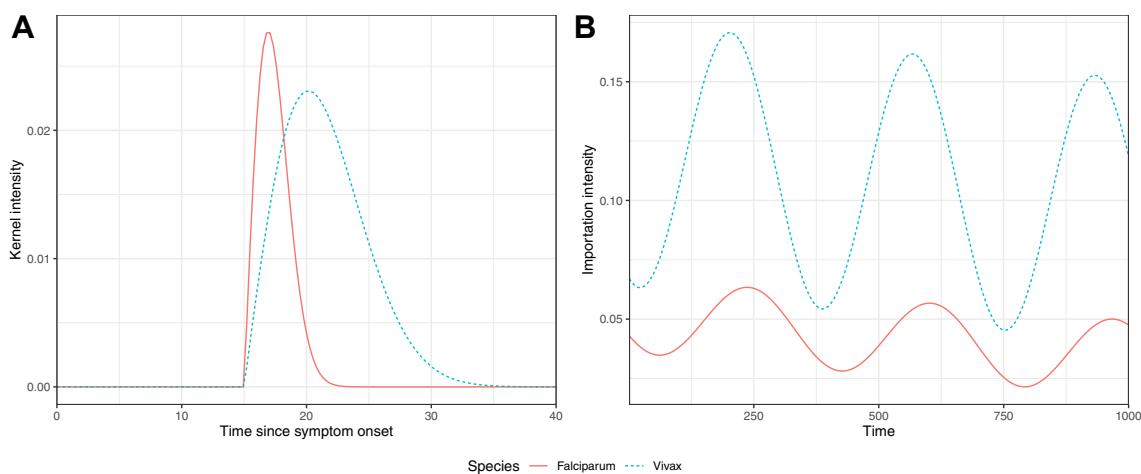 A
Kernel intensity
0.02
0.01
0.00
0
10
20
30
40
Time since symptom onset
B
Importation intensity
0.15
0.10
0.05
250
500
750
1000
Time
Species Falciparum Vivax